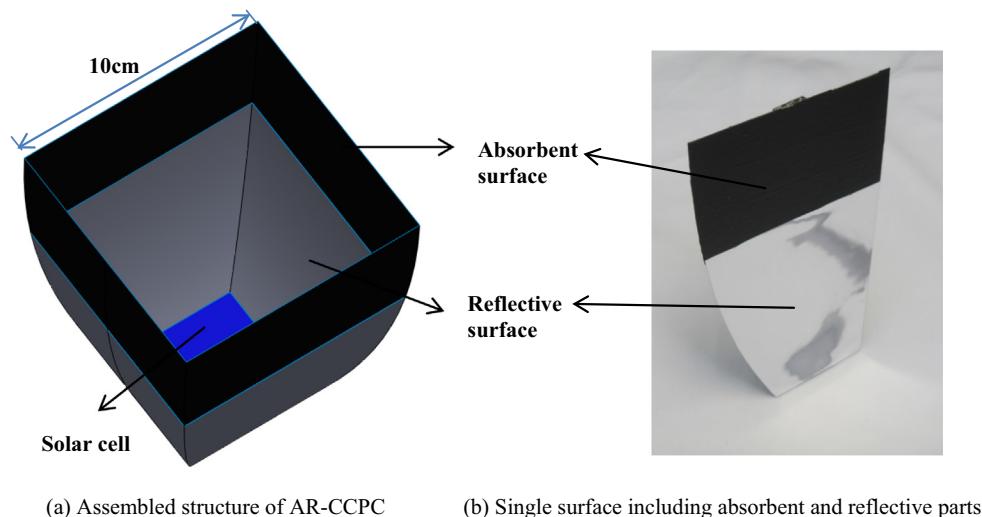 10cm
Absorbent
surface
Reflective
surface
Solar cell
(a) Assembled structure of AR-CCPC
(b) Single surface including absorbent and reflective parts